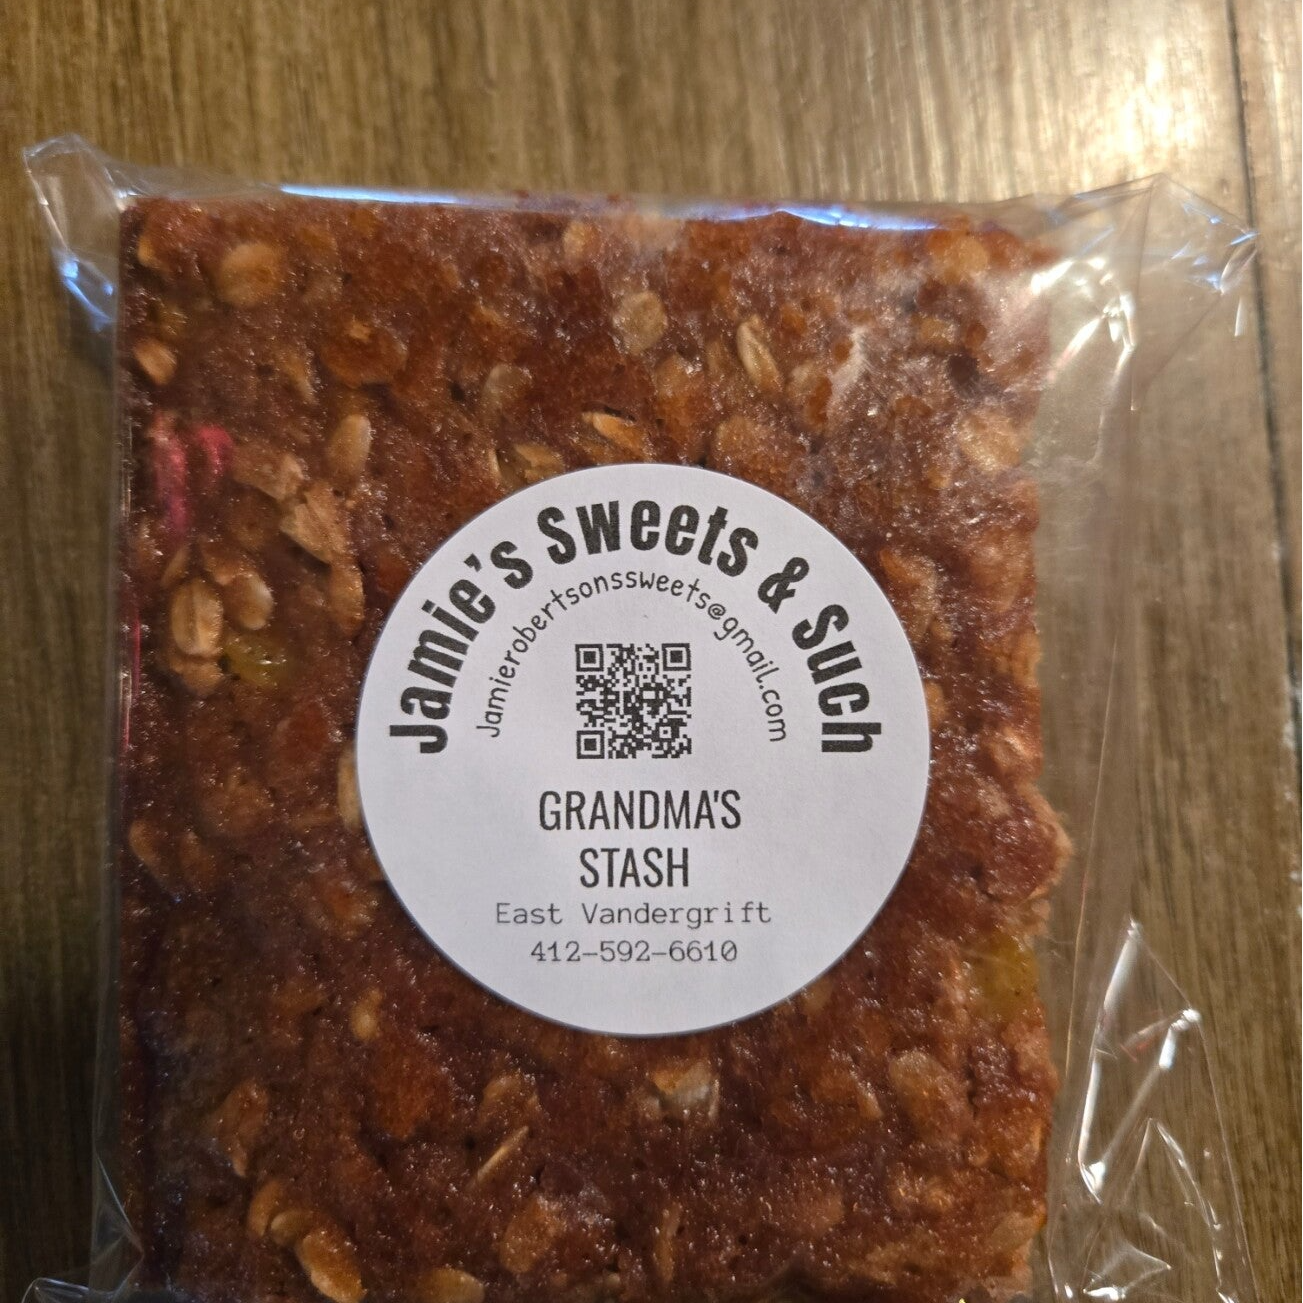 Jamie's Sweets & Such
Jamierobertsonssweets@gmail.com
GRANDMA'S
STASH
East Vandergrift
412-592-6610